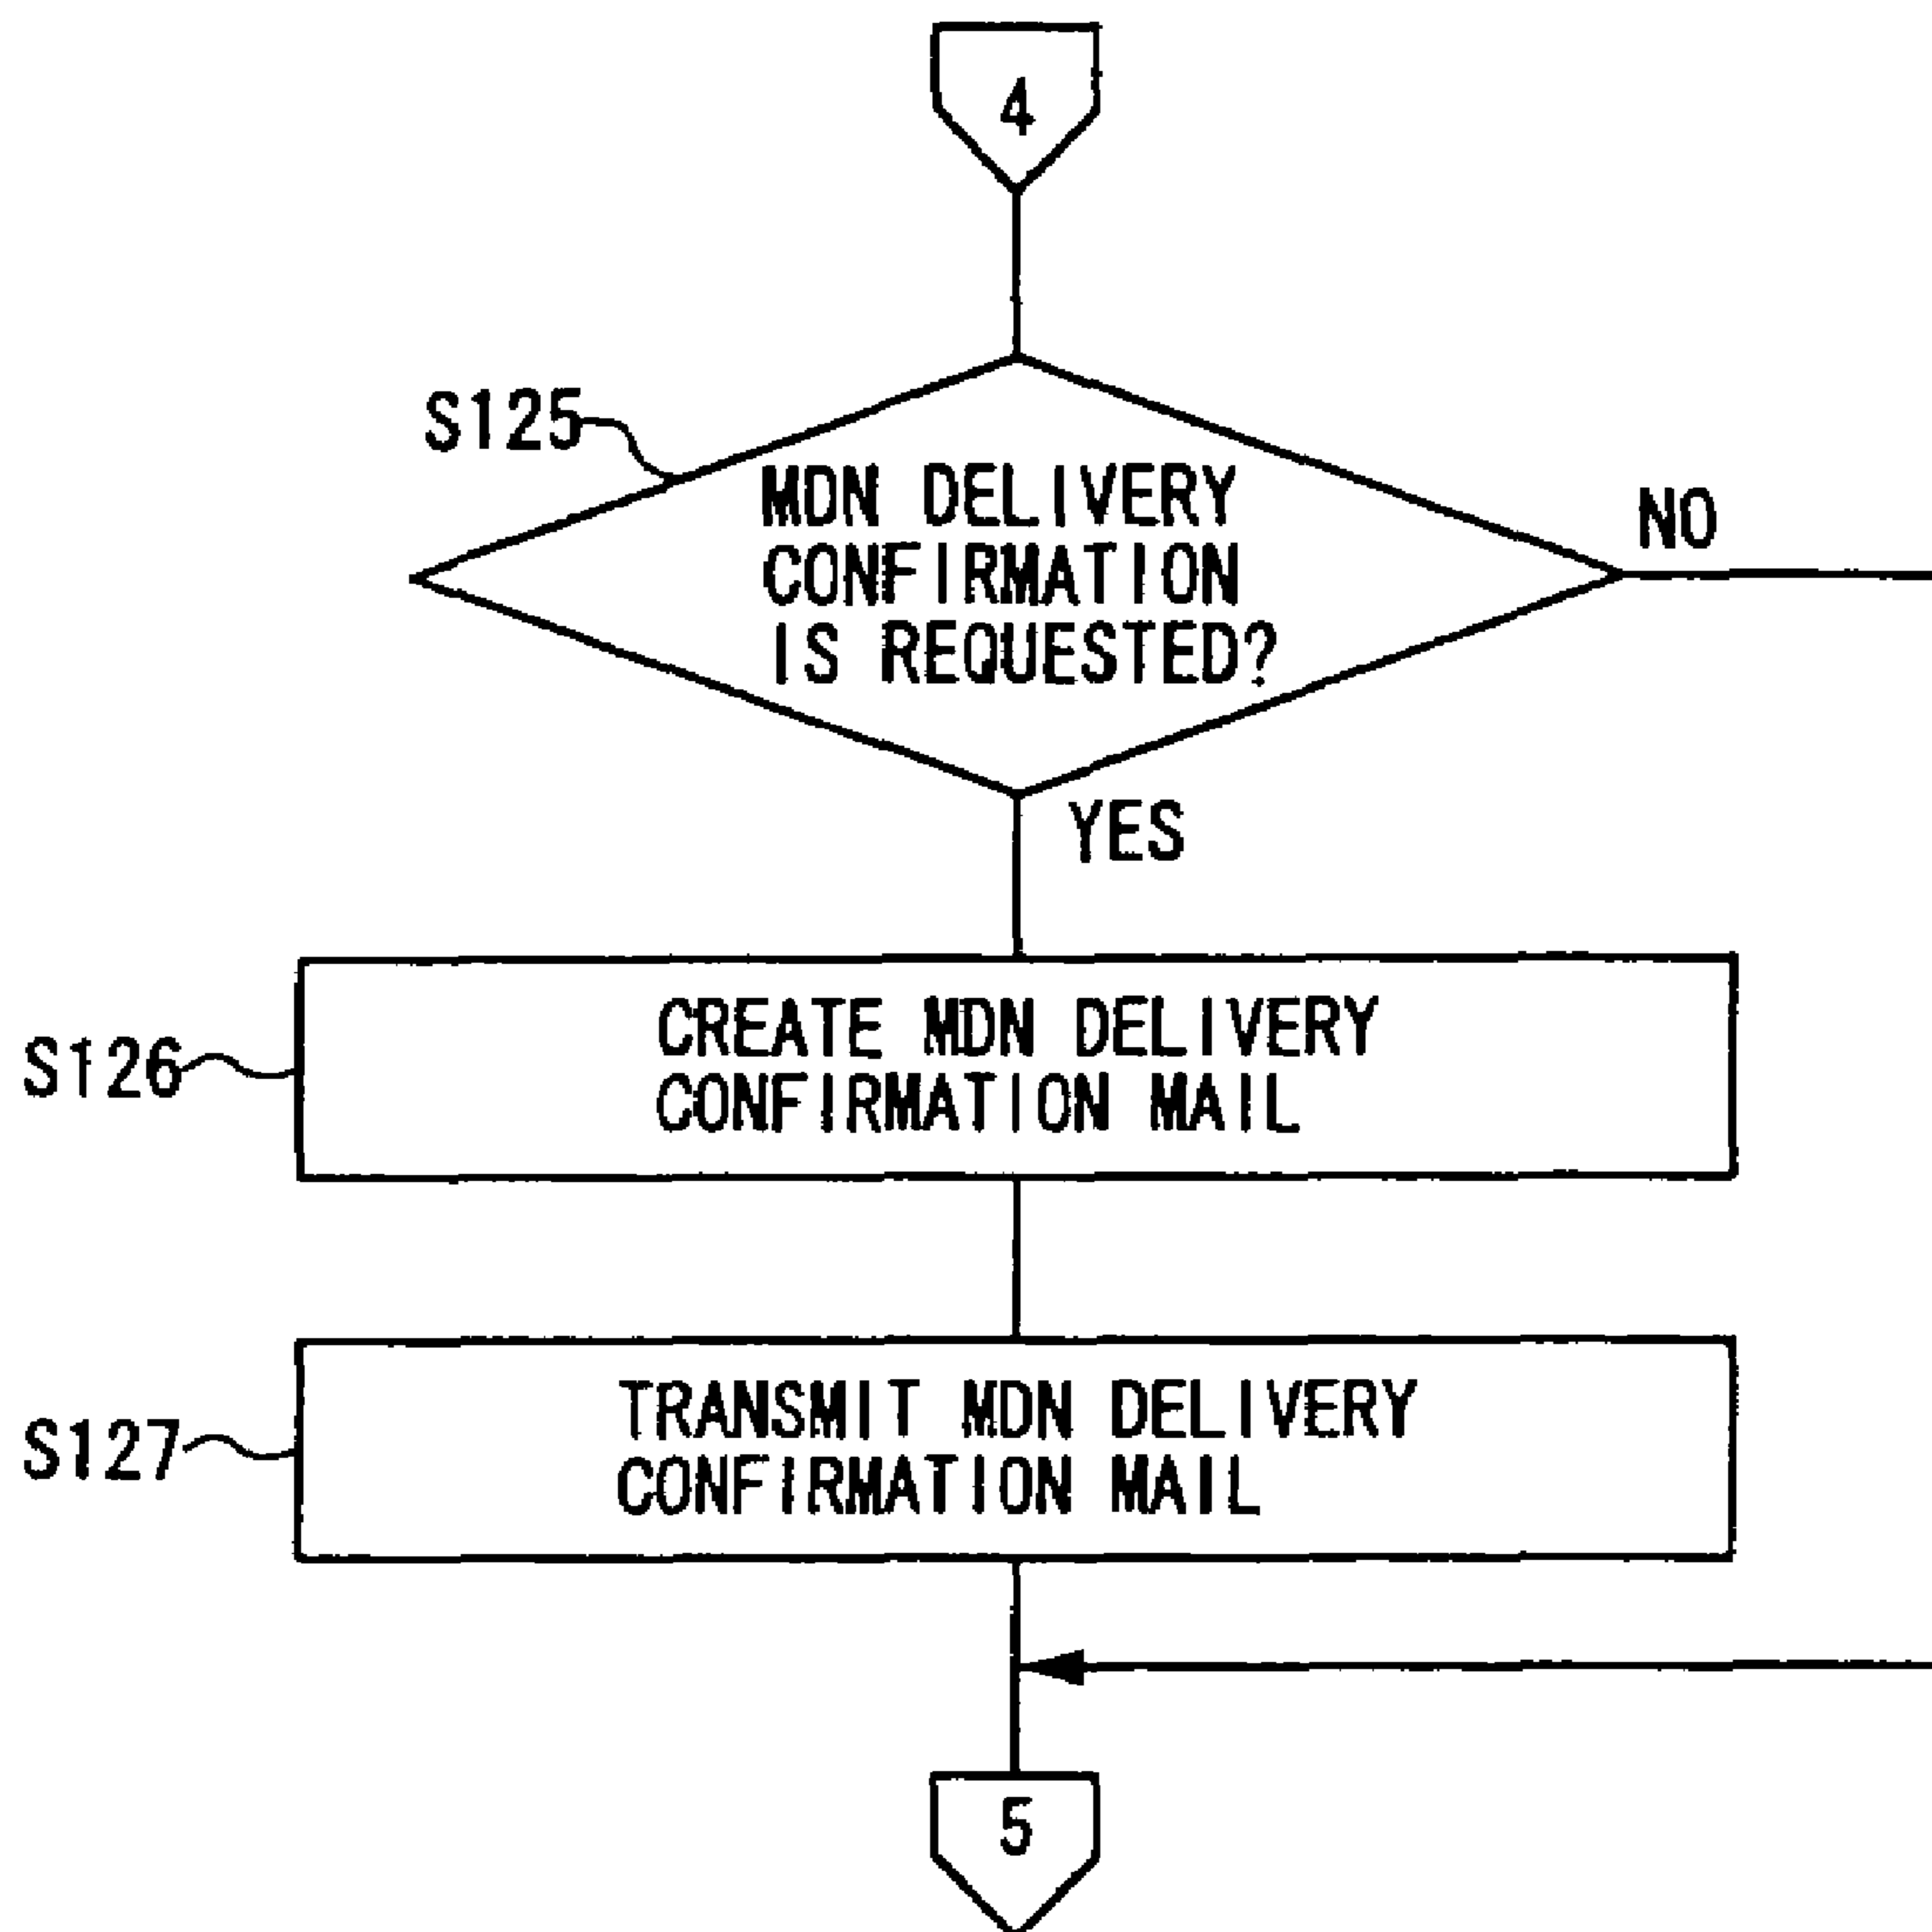 4
S125
MDN DELIVERY
CONFIRMATION
IS REQUESTED?
NO
YES
S126
CREATE MDN DELIVERY
CONFIRMATION MAIL
S127
TRANSMIT MDN DELIVERY
CONFIRMATION MAIL
5